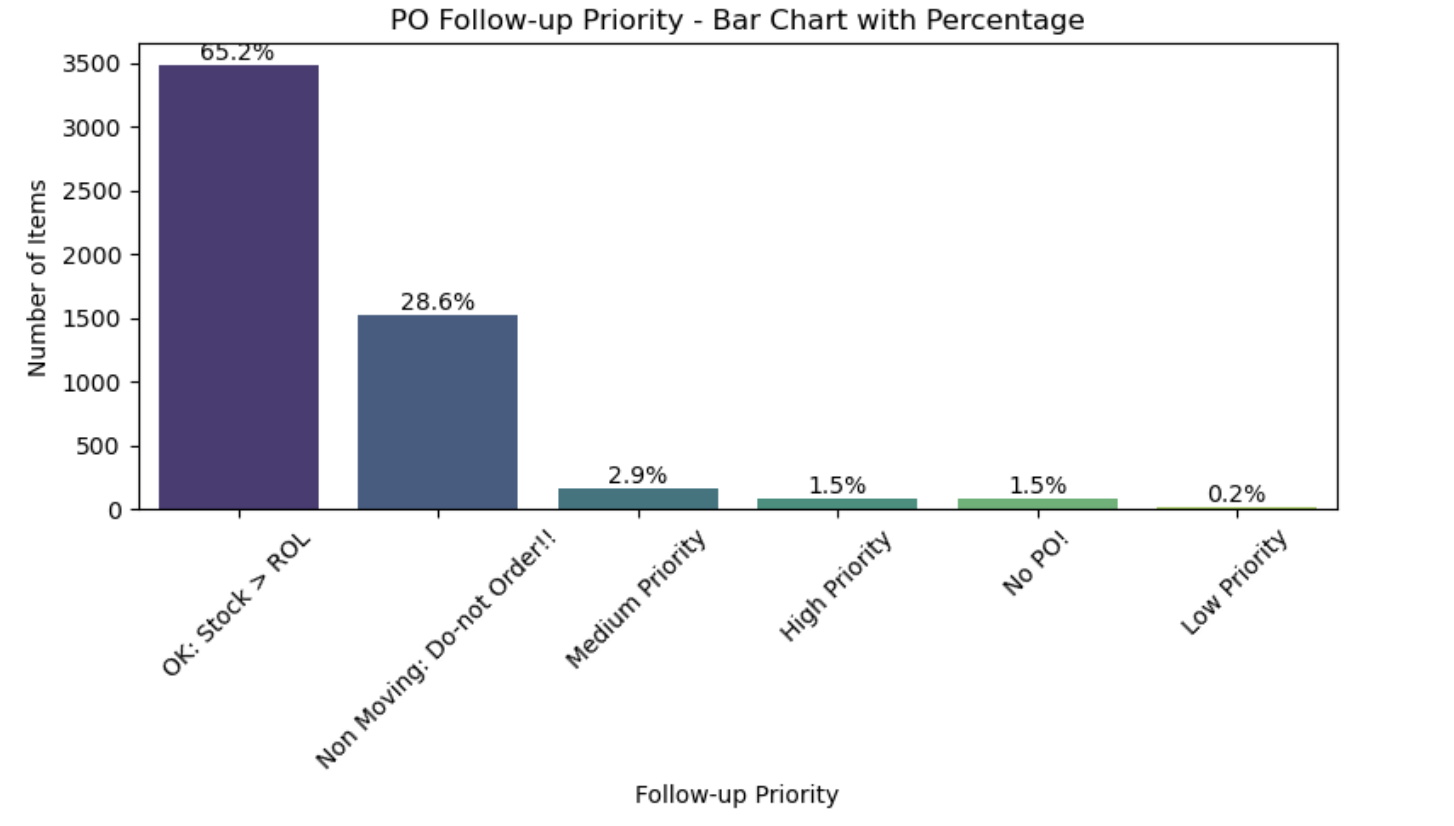 PO Follow-up Priority - Bar Chart with Percentage
3500
3000
2500
2000
1500
1000
500
0
Number of Items
65.2%
28.6%
2.9%
1.5%
1.5%
0.2%
OK: Stock > ROL
Non Moving: Do-not Order!!
Medium Priority
High Priority
No PO!
Low Priority
Follow-up Priority